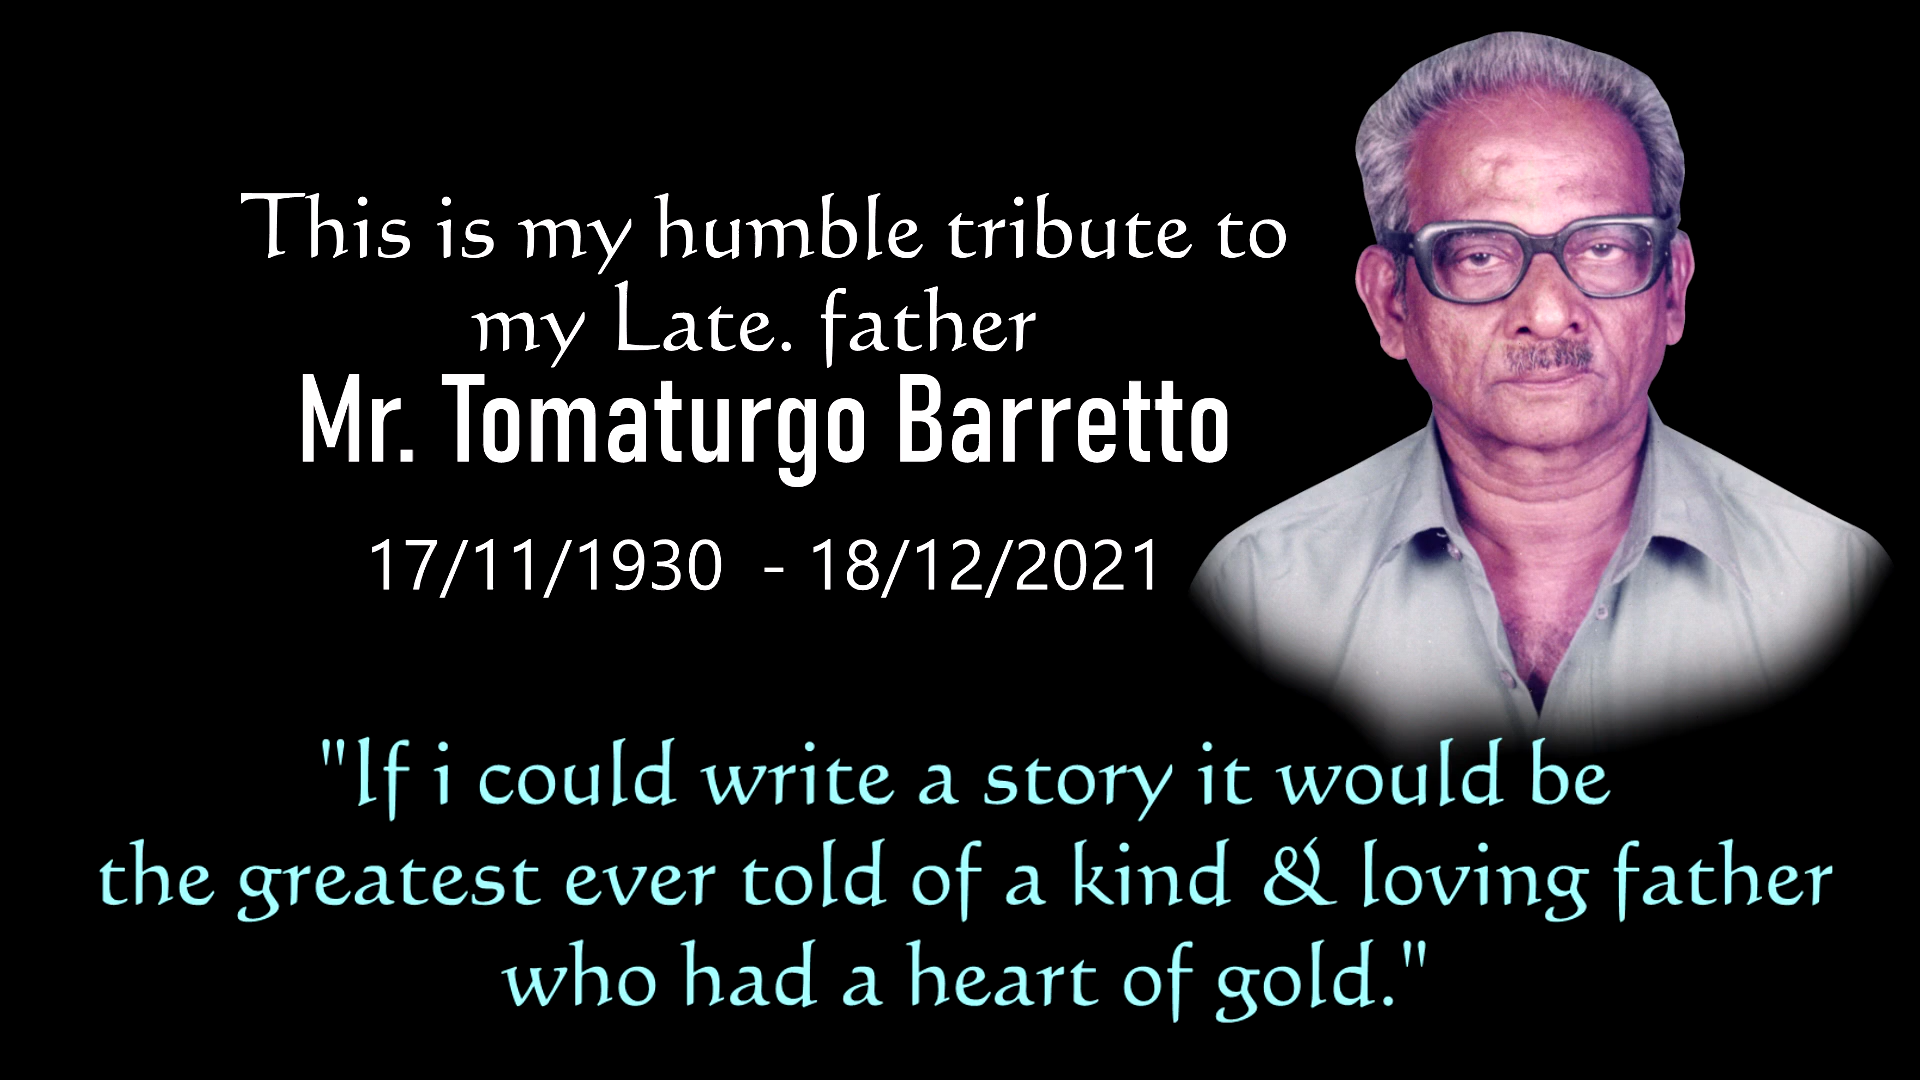 This is my humble tribute to
my Late. father
Mr. Tomaturgo Barretto
17/11/1930 - 18/12/2021
"If i could write a story it would be
the greatest ever told of a kind & loving father
who had a heart of gold."